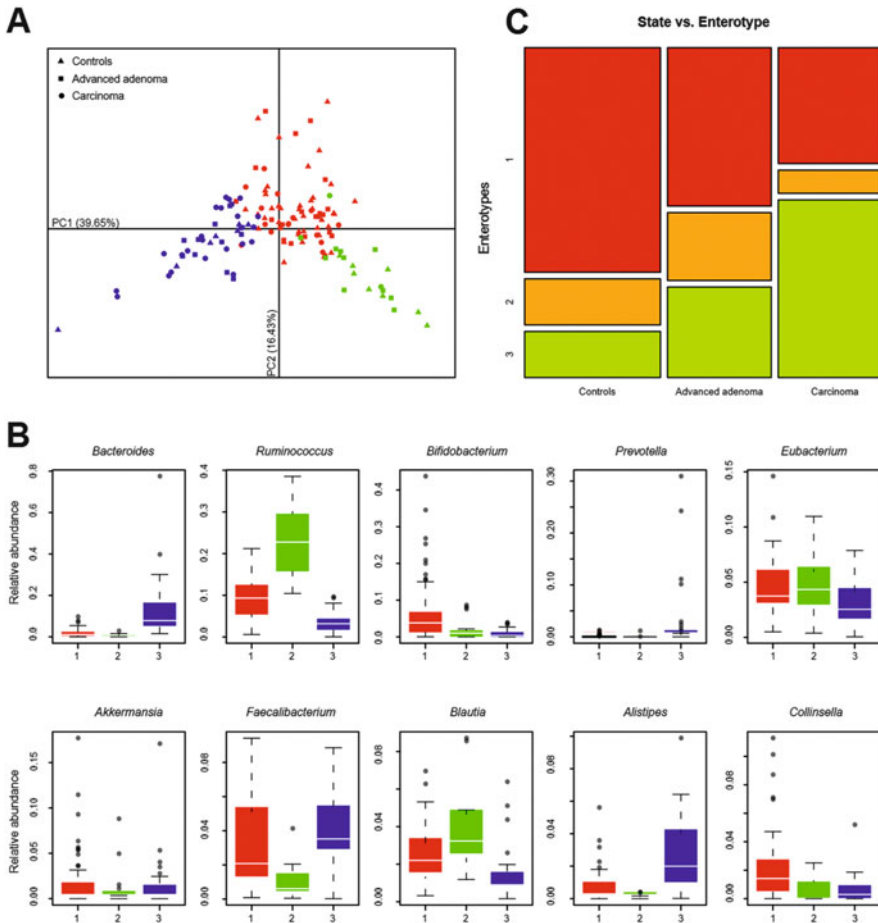 A
Controls
Advanced adenoma
Carcinoma
PC1 (39.65%)
PC2 (16.43%)
C
State vs. Enterotype
Enterotypes
1
2
3
Controls Advanced adenoma Carcinoma
B
Bacteroides
Relative abundance
0.8
0.6
0.4
0.2
0.0
1 2 3
Ruminococcus
0.4
0.3
0.2
0.1
0.0
1 2 3
Bifidobacterium
0.4
0.3
0.2
0.1
0.0
1 2 3
Prevotella
0.30
0.20
0.10
0.00
1 2 3
Eubacterium
0.15
0.10
0.05
0.00
1 2 3
Akkermansia
Relative abundance
0.15
0.10
0.05
0.00
1 2 3
Faecalibacterium
0.08
0.04
0.00
1 2 3
Blautia
0.08
0.04
0.00
1 2 3
Alistipes
0.08
0.04
0.00
1 2 3
Collinsella
0.08
0.04
0.00
1 2 3